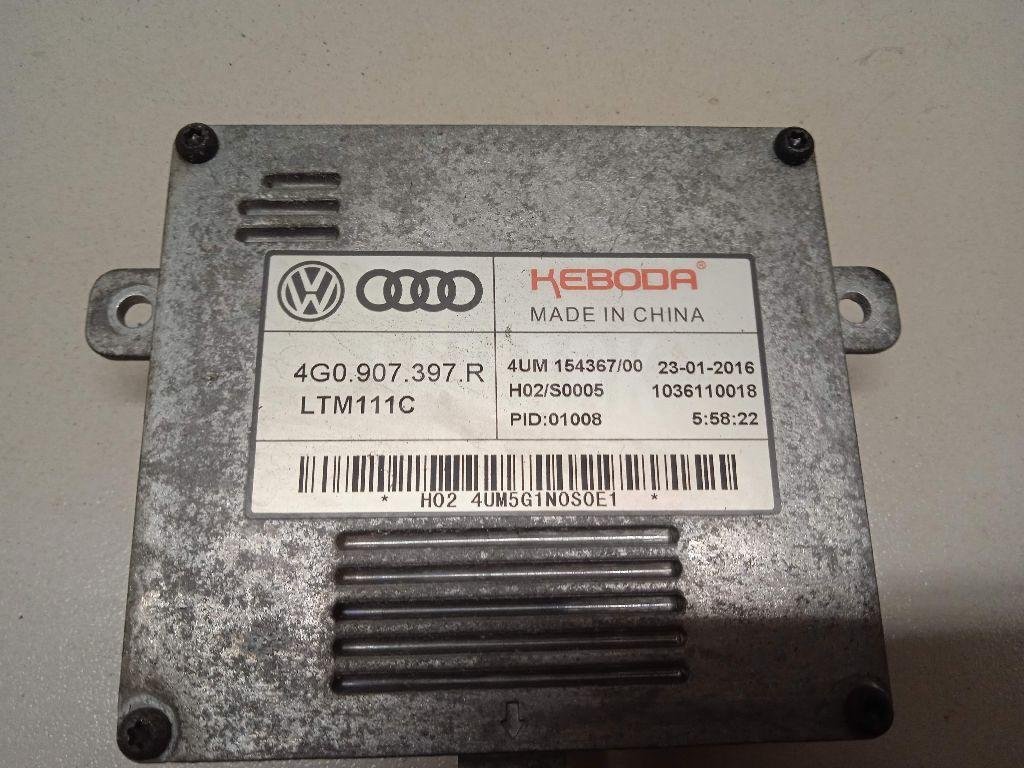 KEBODA®
MADE IN CHINA
4G0.907.397.R
LTM111C
4UM 154367/00 23-01-2016
H02/S0005 1036110018
PID:01008 5:58:22
* H02 4UM5G1N0S0E1 *